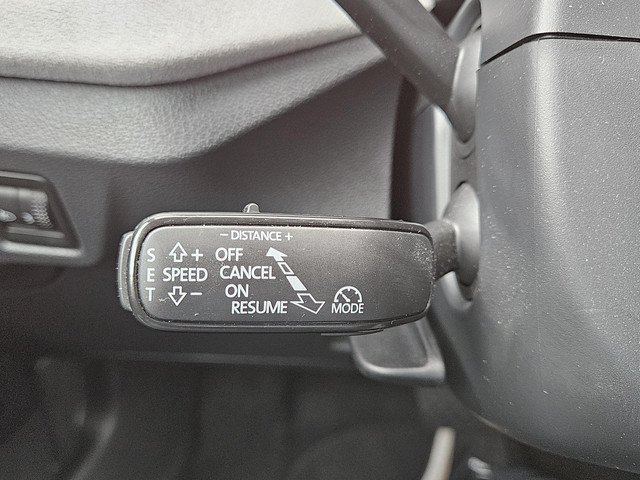 - DISTANCE +
S + OFF
E SPEED CANCEL
T - ON
RESUME MODE